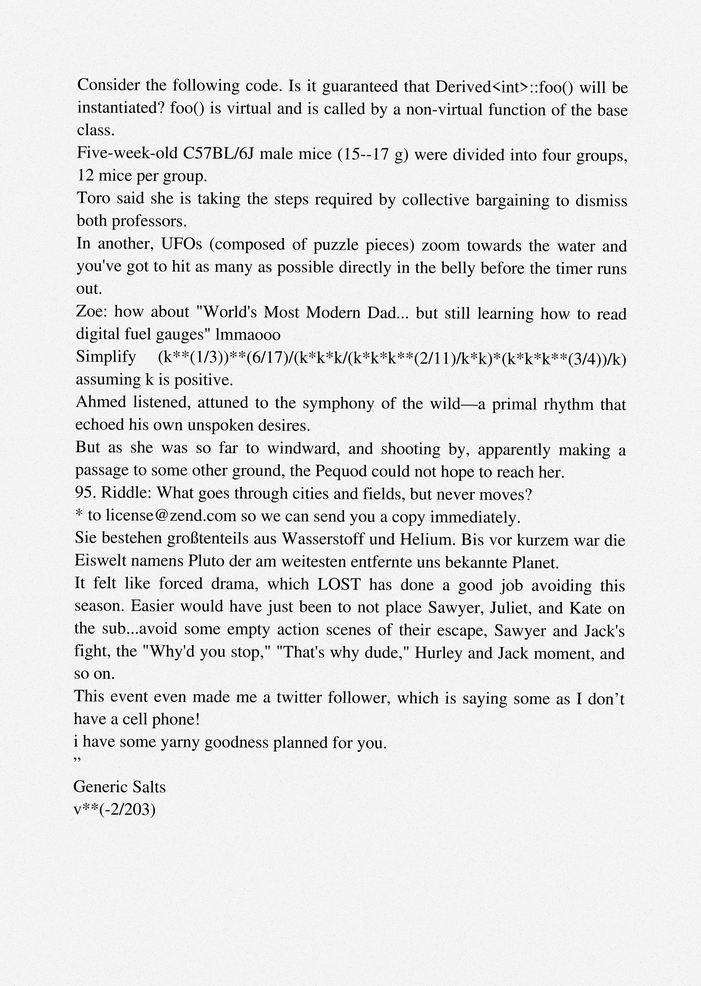 Consider the following code. Is it guaranteed that Derived<int>::foo() will be
instantiated? foo() is virtual and is called by a non-virtual function of the base
class.
Five-week-old C57BL/6J male mice (15--17 g) were divided into four groups,
12 mice per group.
Toro said she is taking the steps required by collective bargaining to dismiss
both professors.
In another, UFOs (composed of puzzle pieces) zoom towards the water and
you've got to hit as many as possible directly in the belly before the timer runs
out.
Zoe: how about "World's Most Modern Dad... but still learning how to read
digital fuel gauges" lmmaooo
Simplify (k**(1/3))**(6/17)/(k*k*k/(k*k*k**(2/11)/k*k)*(k*k*k**(3/4))/k)
assuming k is positive.
Ahmed listened, attuned to the symphony of the wild—a primal rhythm that
echoed his own unspoken desires.
But as she was so far to windward, and shooting by, apparently making a
passage to some other ground, the Pequod could not hope to reach her.
95. Riddle: What goes through cities and fields, but never moves?
* to license@zend.com so we can send you a copy immediately.
Sie bestehen großtenteils aus Wasserstoff und Helium. Bis vor kurzem war die
Eiswelt namens Pluto der am weitesten entfernte uns bekannte Planet.
It felt like forced drama, which LOST has done a good job avoiding this
season. Easier would have just been to not place Sawyer, Juliet, and Kate on
the sub...avoid some empty action scenes of their escape, Sawyer and Jack's
fight, the "Why'd you stop," "That's why dude," Hurley and Jack moment, and
so on.
This event even made me a twitter follower, which is saying some as I don’t
have a cell phone!
i have some yarny goodness planned for you.
”
Generic Salts
v**(-2/203)